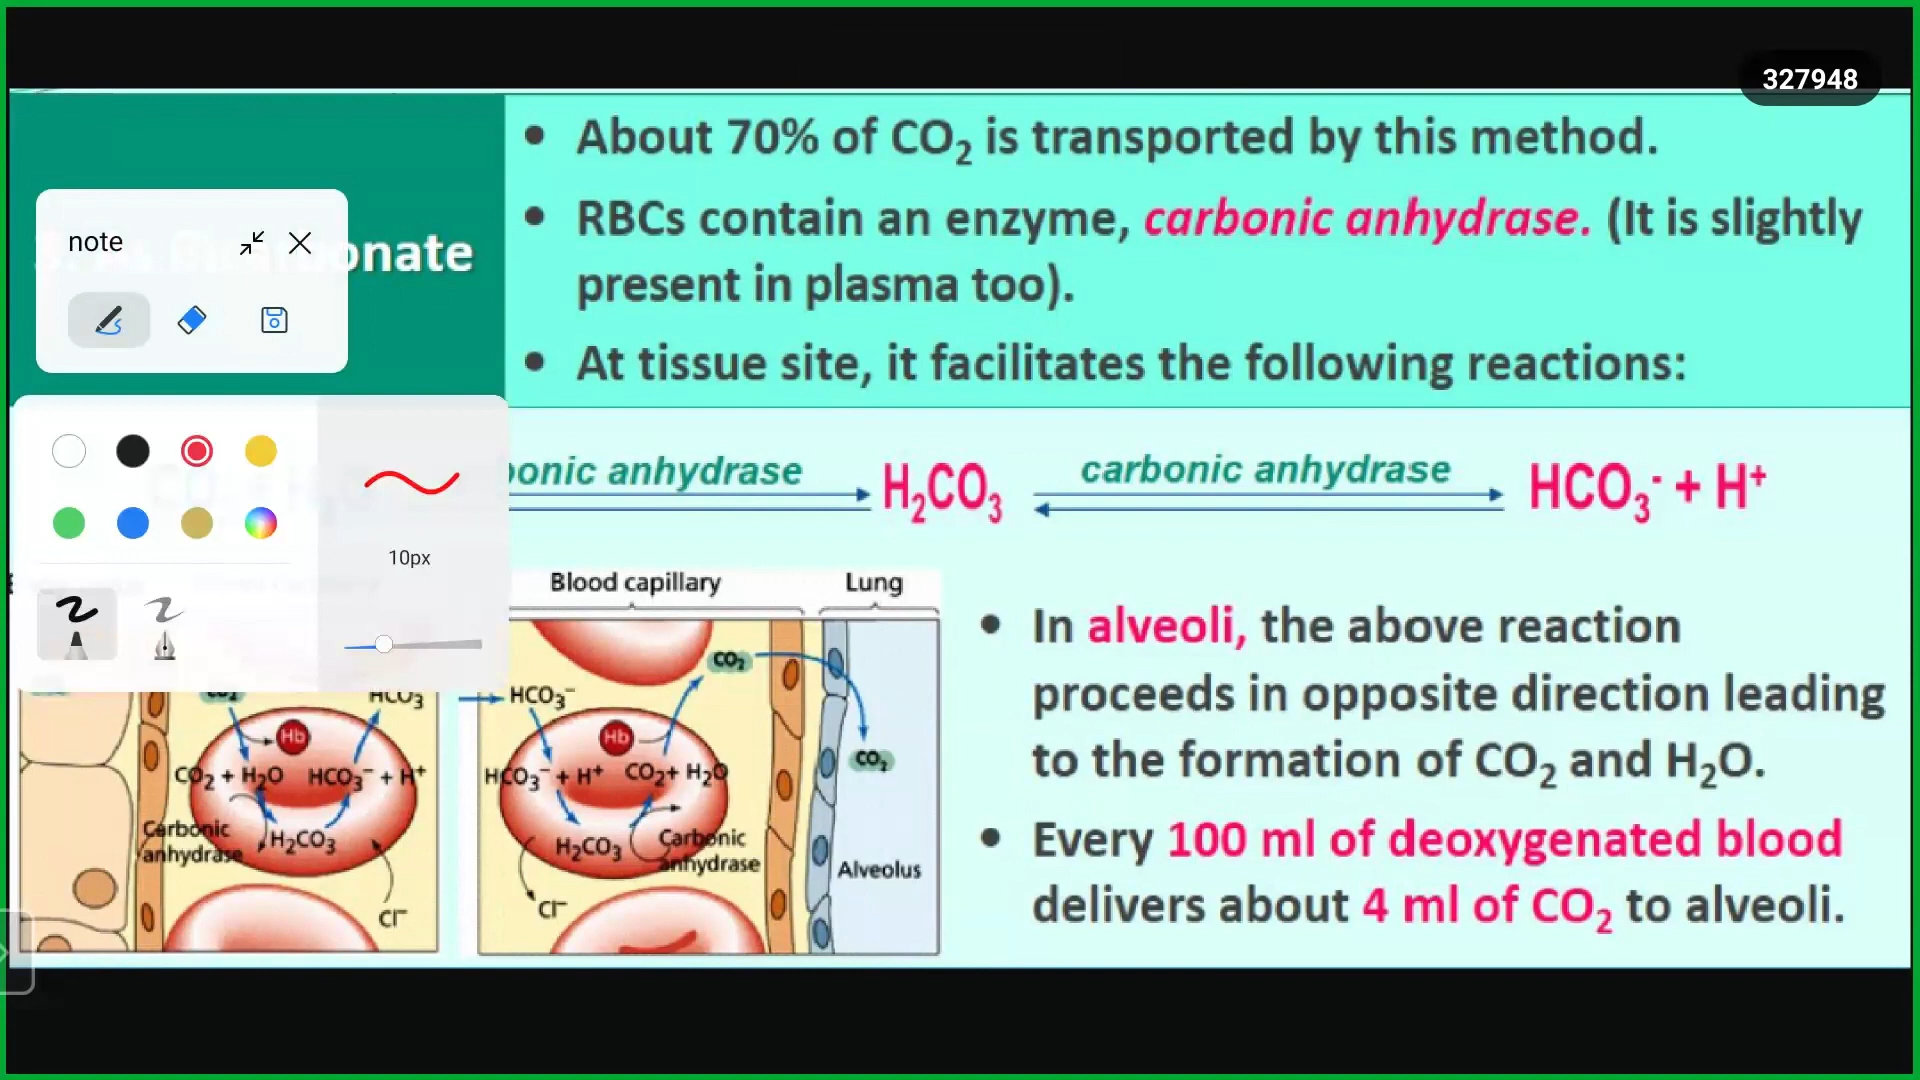 327948
• About 70% of CO₂ is transported by this method.
• RBCs contain an enzyme, carbonic anhydrase. (It is slightly
present in plasma too).
• At tissue site, it facilitates the following reactions:
note
onate
10px
bonic anhydrase
H₂CO₃
carbonic anhydrase
HCO₃⁻ + H⁺
Blood capillary
Lung
CO₂
HCO₃
HCO₃⁻
CO₂
Hb
Hb
CO₂
CO₂ + H₂O
HCO₃⁻ + H⁺
HCO₃⁻ + H⁺
CO₂ + H₂O
Carbonic
anhydrase
H₂CO₃
H₂CO₃
Carbonic
anhydrase
Alveolus
Cl⁻
Cl⁻
• In alveoli, the above reaction
proceeds in opposite direction leading
to the formation of CO₂ and H₂O.
• Every 100 ml of deoxygenated blood
delivers about 4 ml of CO₂ to alveoli.